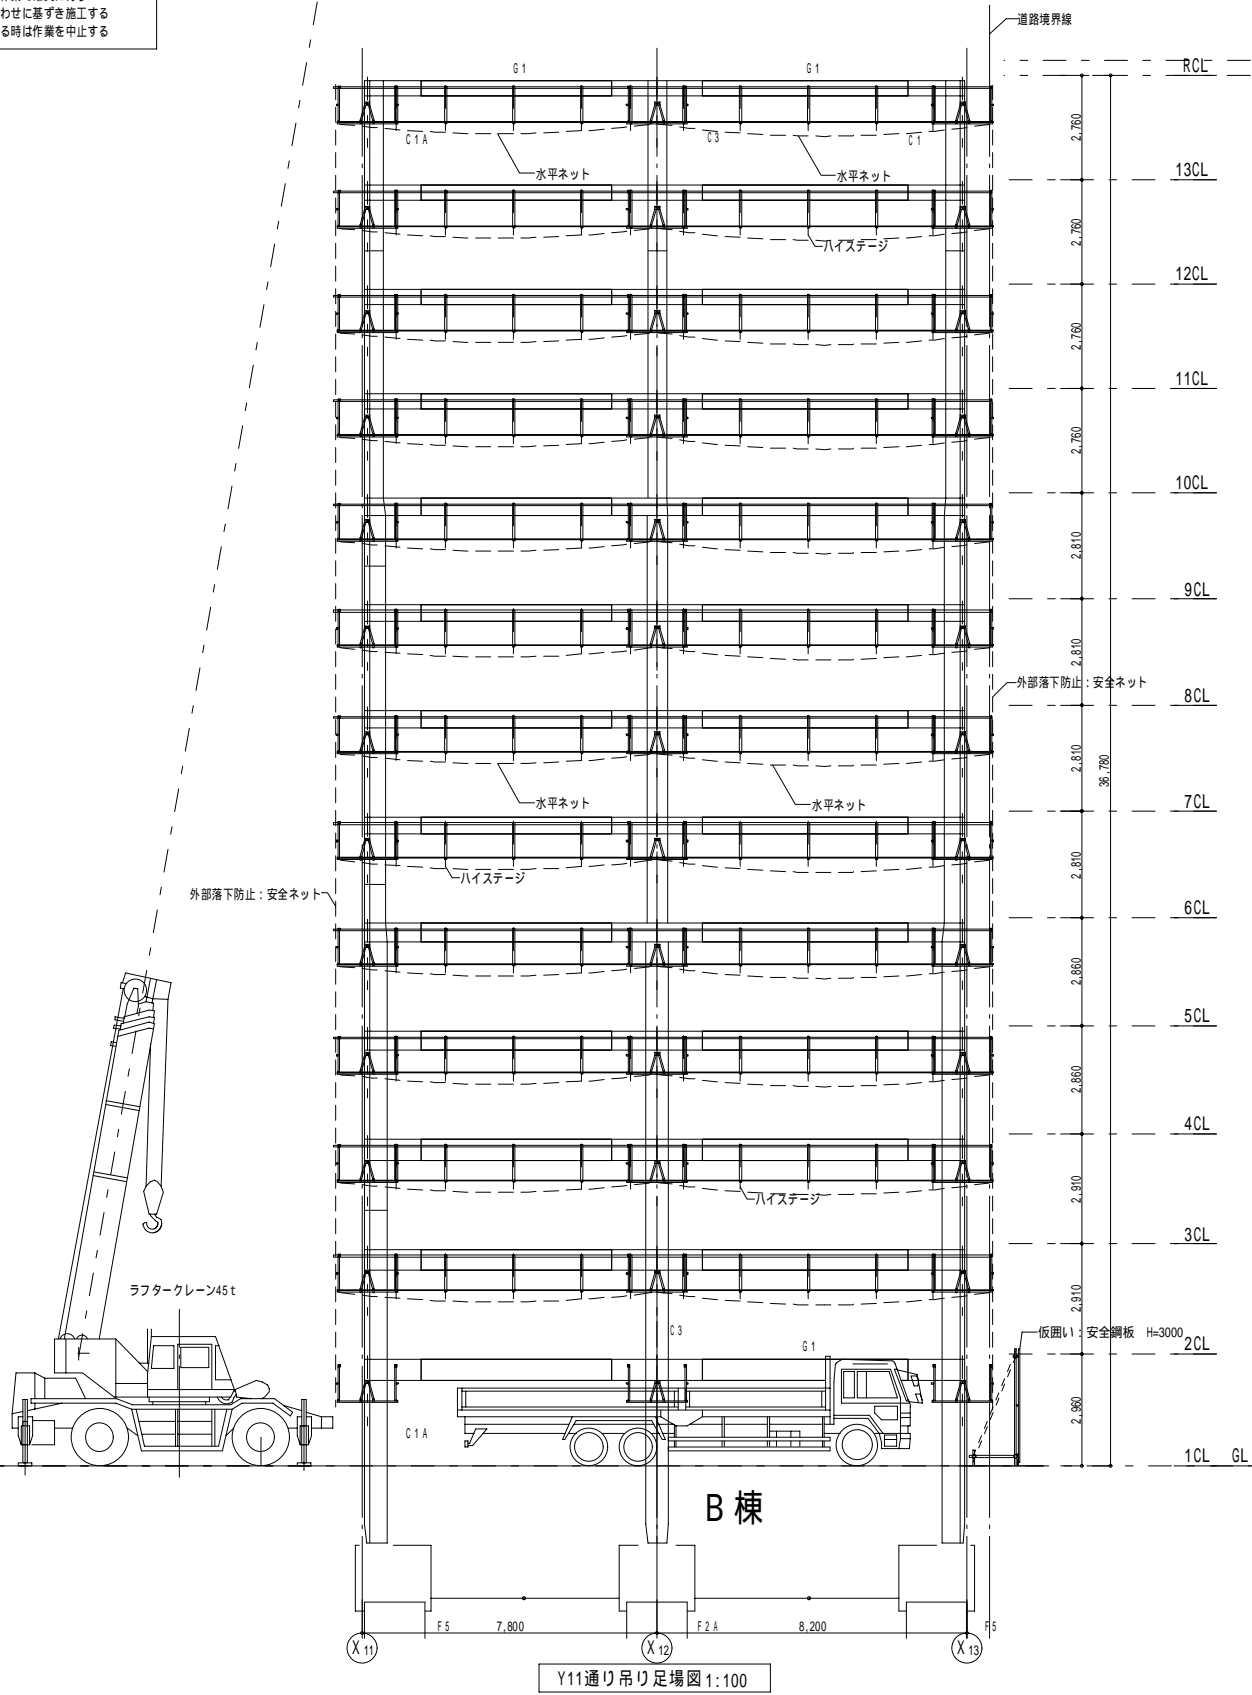 わせに基ずき施工する
る時は作業を中止する
道路境界線
G1
G1
RCL
C1A
C3
C1
2,760
水平ネット
水平ネット
13CL
2,760
ハイステージ
12CL
2,760
11CL
2,760
10CL
2,810
9CL
2,810
外部落下防止：安全ネット
8CL
2,810
36,780
水平ネット
水平ネット
7CL
2,810
ハイステージ
外部落下防止：安全ネット
6CL
2,860
5CL
2,860
4CL
2,910
ハイステージ
3CL
ラフタークレーン45t
2,910
C3
G1
仮囲い：安全鋼板 H=3000
2CL
2,960
C1A
1CL GL
B棟
F5
7,800
F2A
8,200
F5
X11
X12
X13
Y11通り吊り足場図 1:100